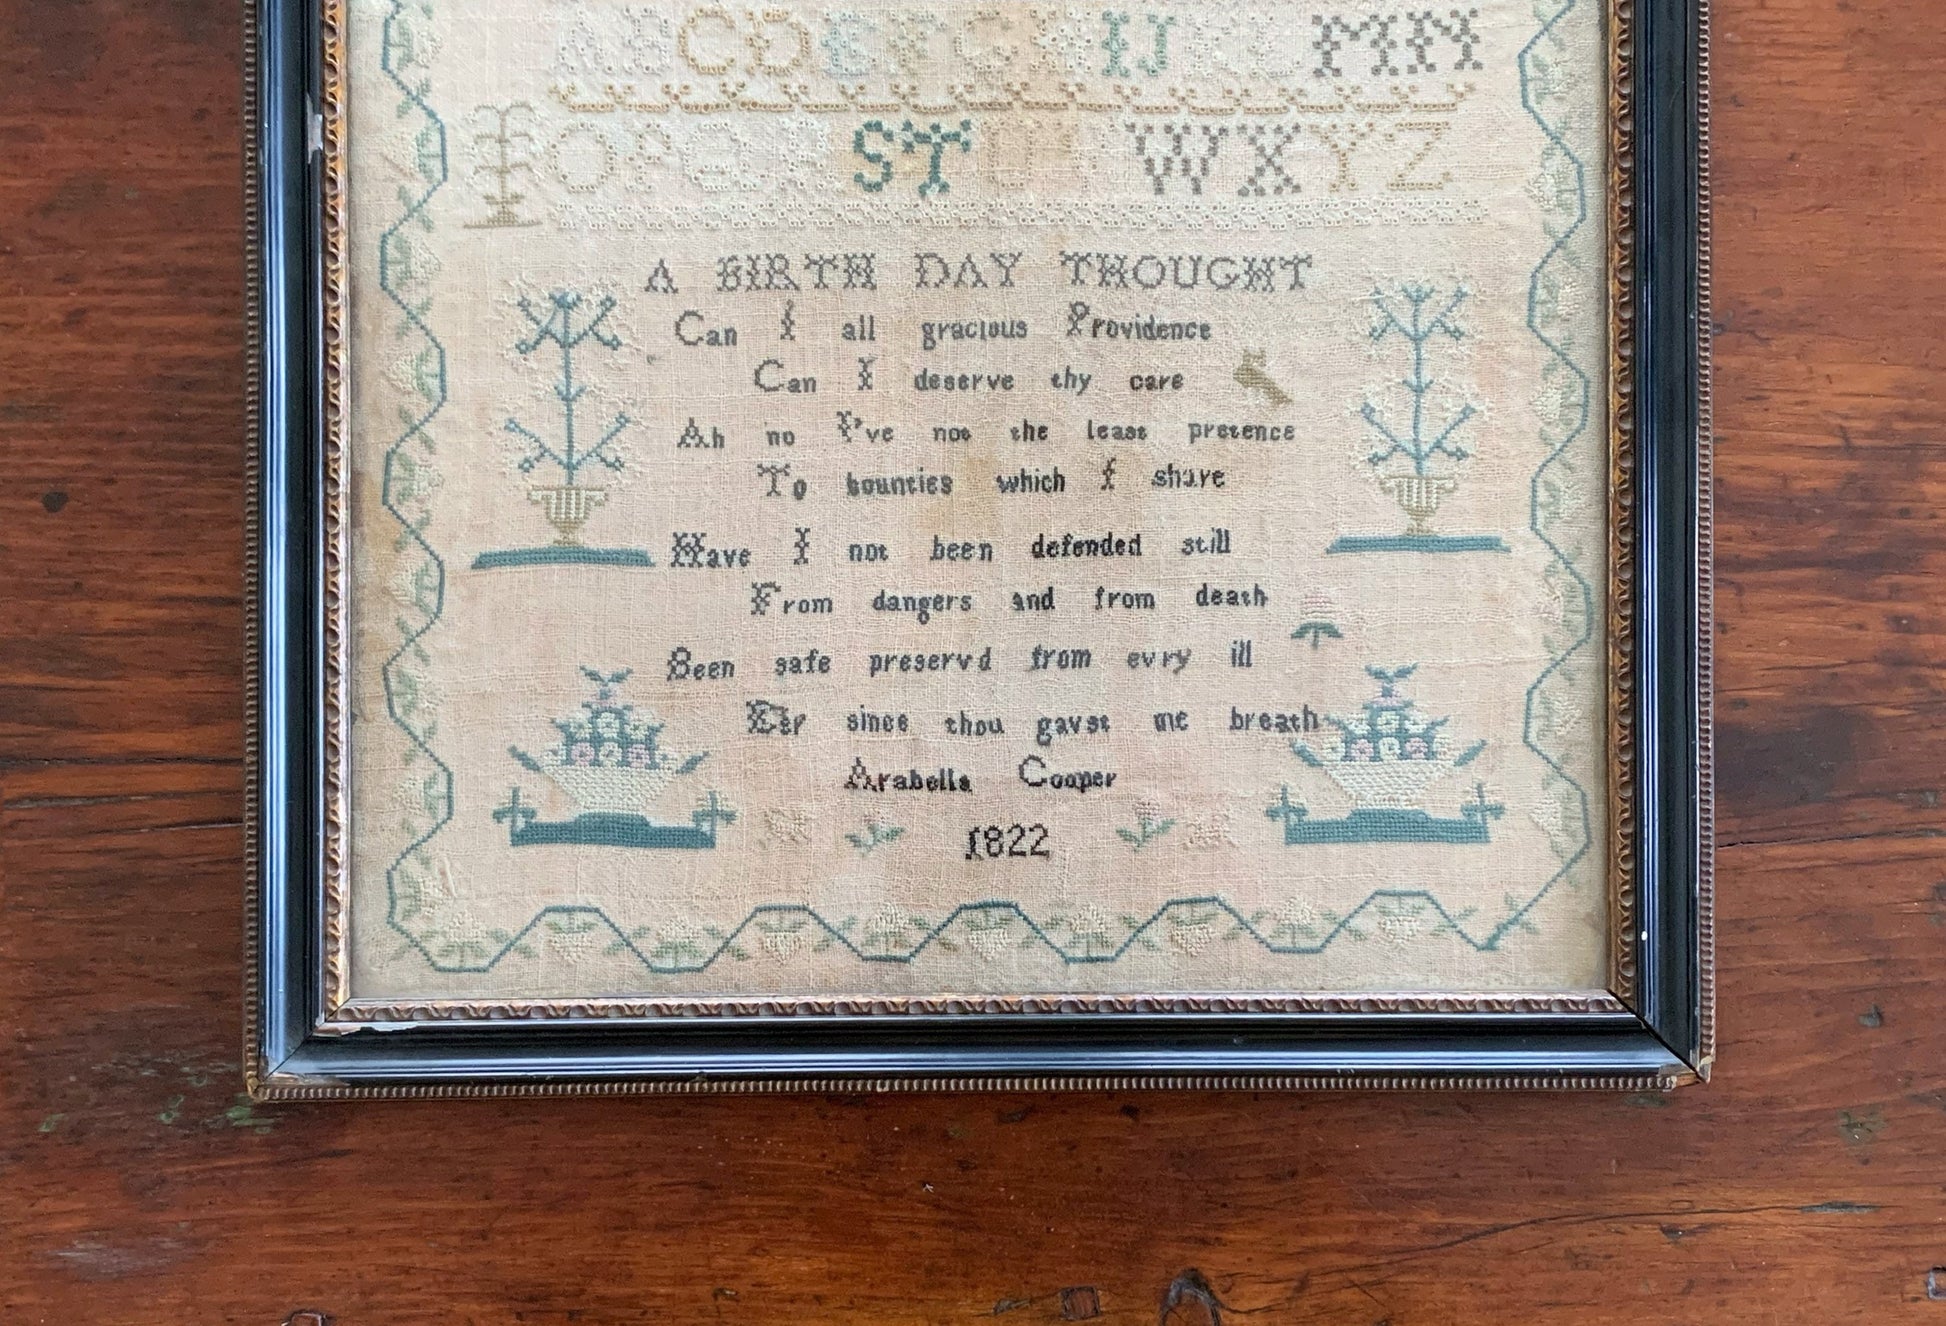 A B C D E F G H I J K L M N
O P Q R S T U W X Y Z
A BIRTH DAY THOUGHT
Can I all gracious Providence
Can I deserve thy care
Ah no I've not the least pretence
To bounties which I share
Have I not been defended still
From dangers and from death
Been safe preservd from evry ill
Eer since thou gavst me breath
Arabella Cooper
1822